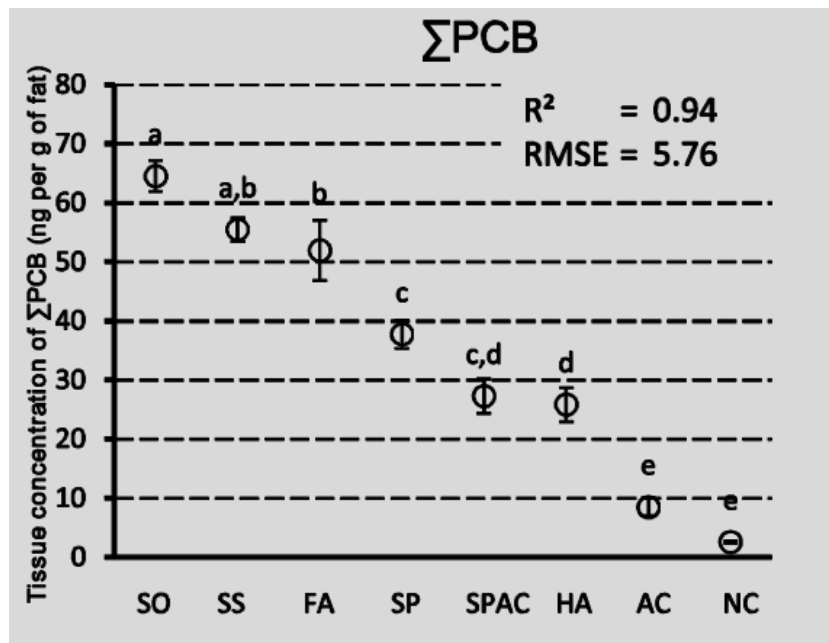 ∑PCB
R² = 0.94
RMSE = 5.76
Tissue concentration of ∑PCB (ng per g of fat)
80
70
60
50
40
30
20
10
0
a
a,b
b
c
c,d
d
e
e
SO SS FA SP SPAC HA AC NC